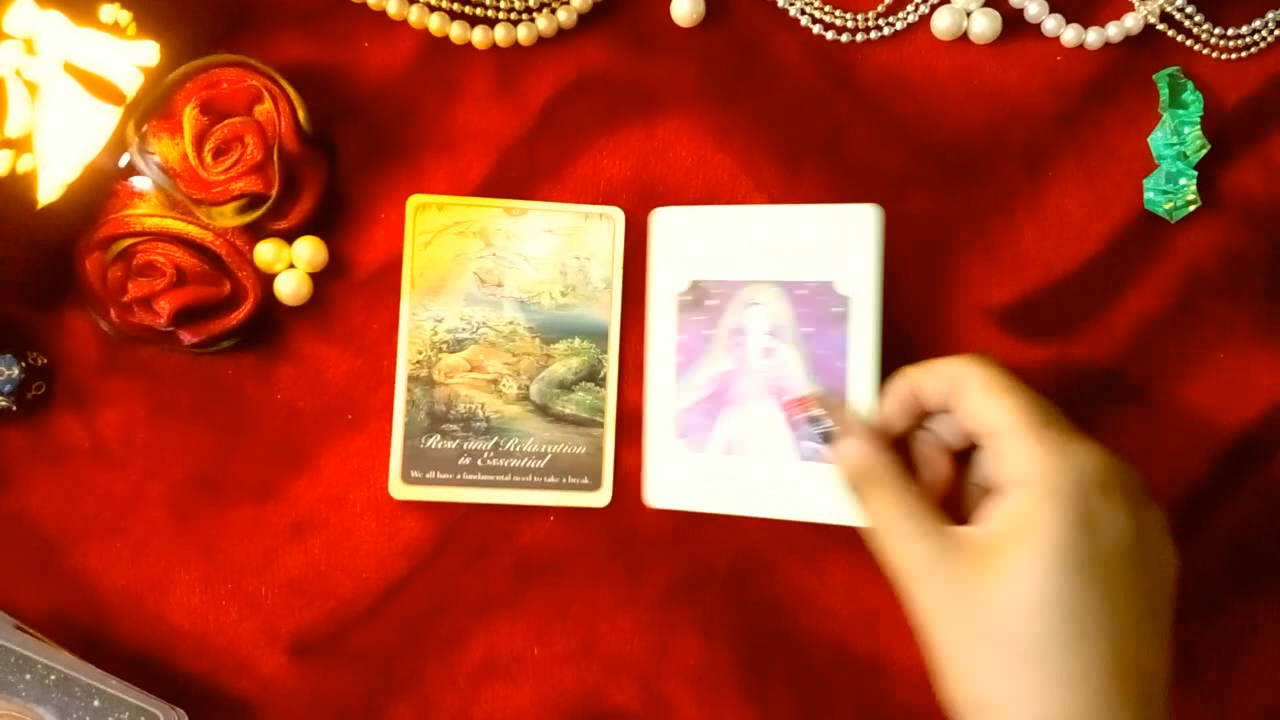 Rest and Relaxation
is Essential
We all have a fundamental need to take a break.